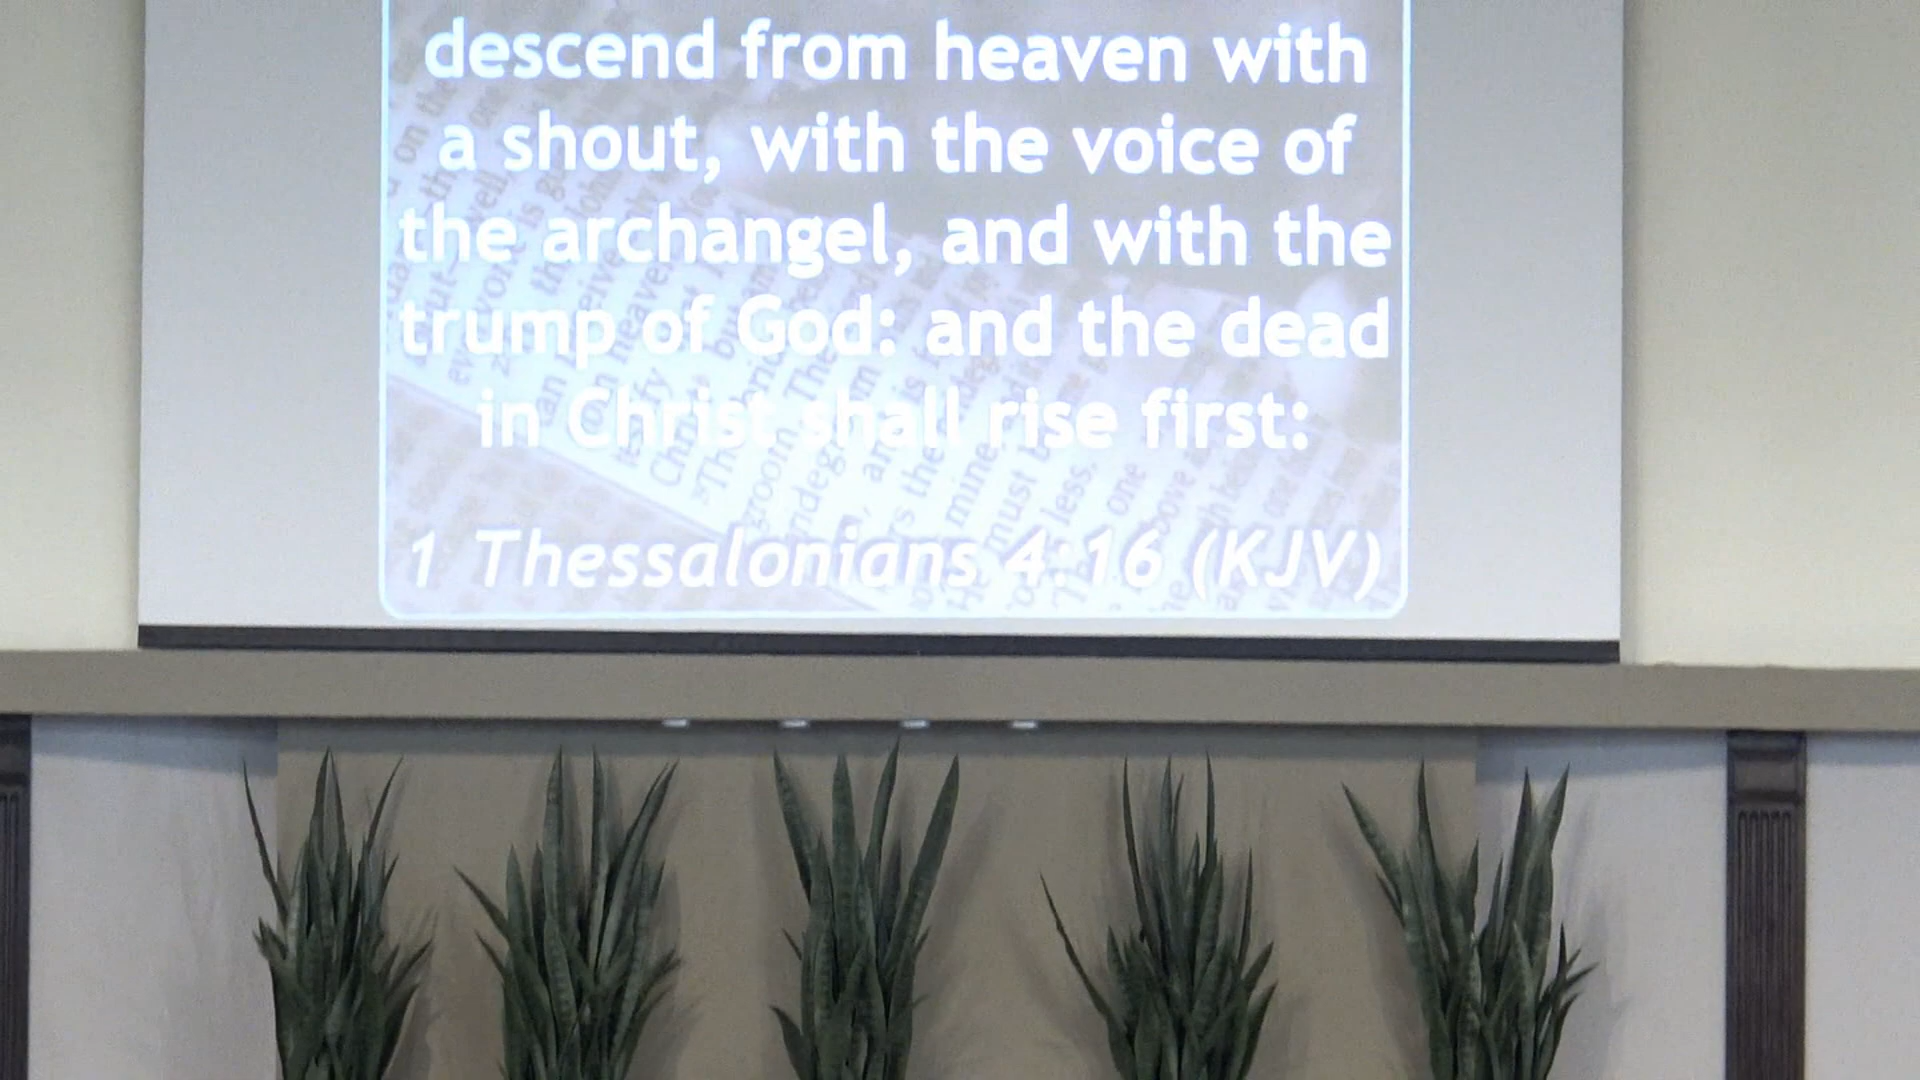 descend from heaven with
a shout, with the voice of
the archangel, and with the
trump of God: and the dead
in Christ shall rise first:
1 Thessalonians 4:16 (KJV)